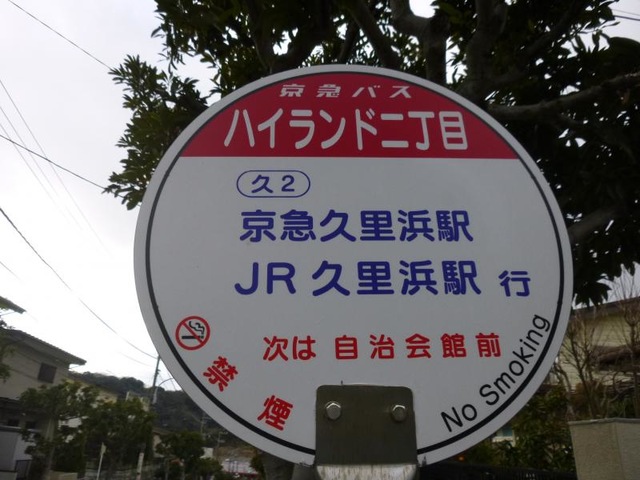 京急バス
ハイランド二丁目
久2
京急久里浜駅
JR久里浜駅 行
次は 自治会館前
禁煙
No Smoking